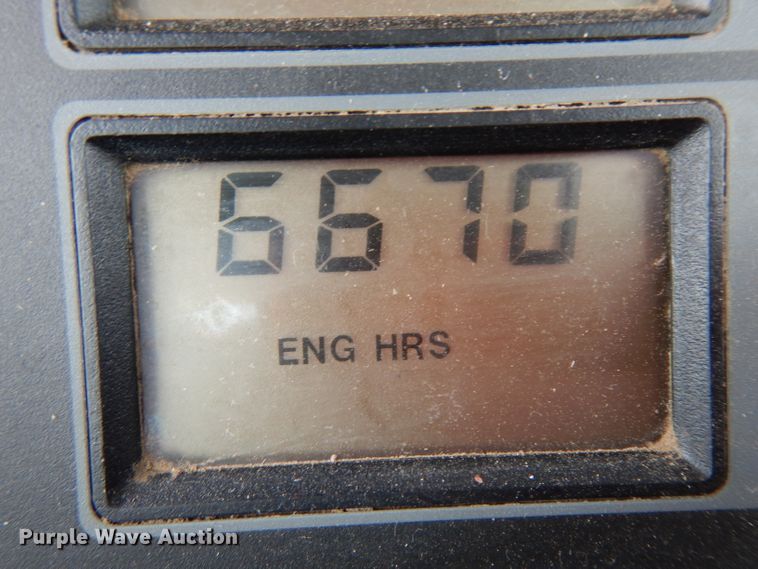 6670
ENG HRS
Purple Wave Auction